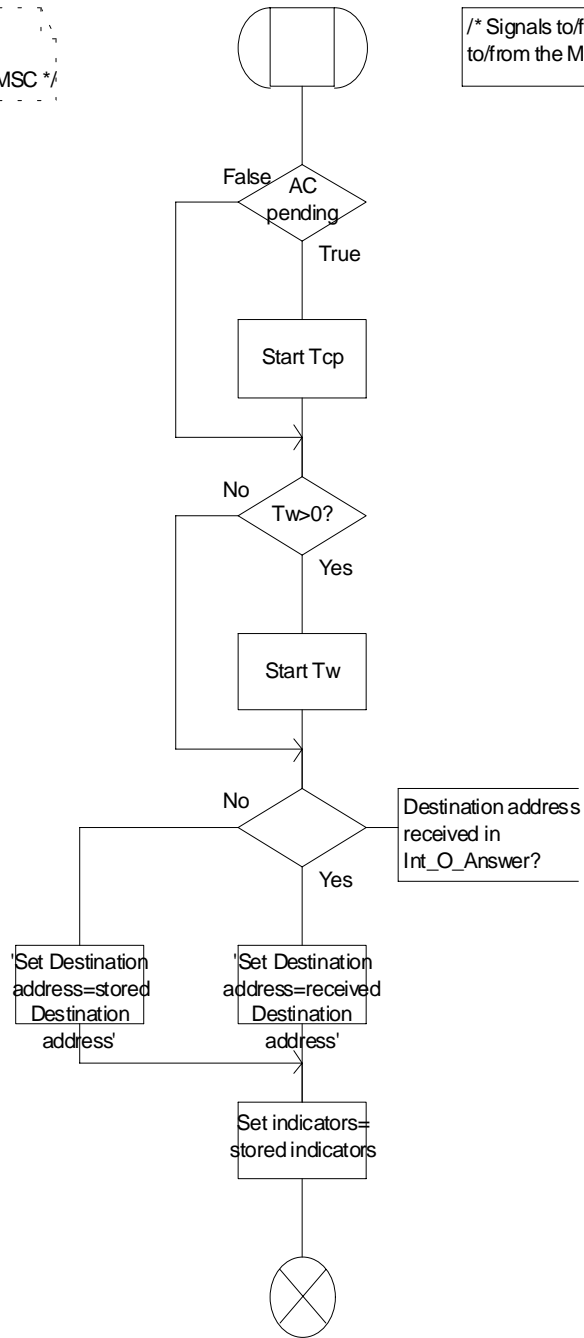 MSC */
/* Signals to/f
to/from the M
False
AC
pending
True
Start Tcp
No
Tw>0?
Yes
Start Tw
No
Destination address
received in
Int_O_Answer?
Yes
'Set Destination
address=stored
Destination
address'
'Set Destination
address=received
Destination
address'
Set indicators=
stored indicators